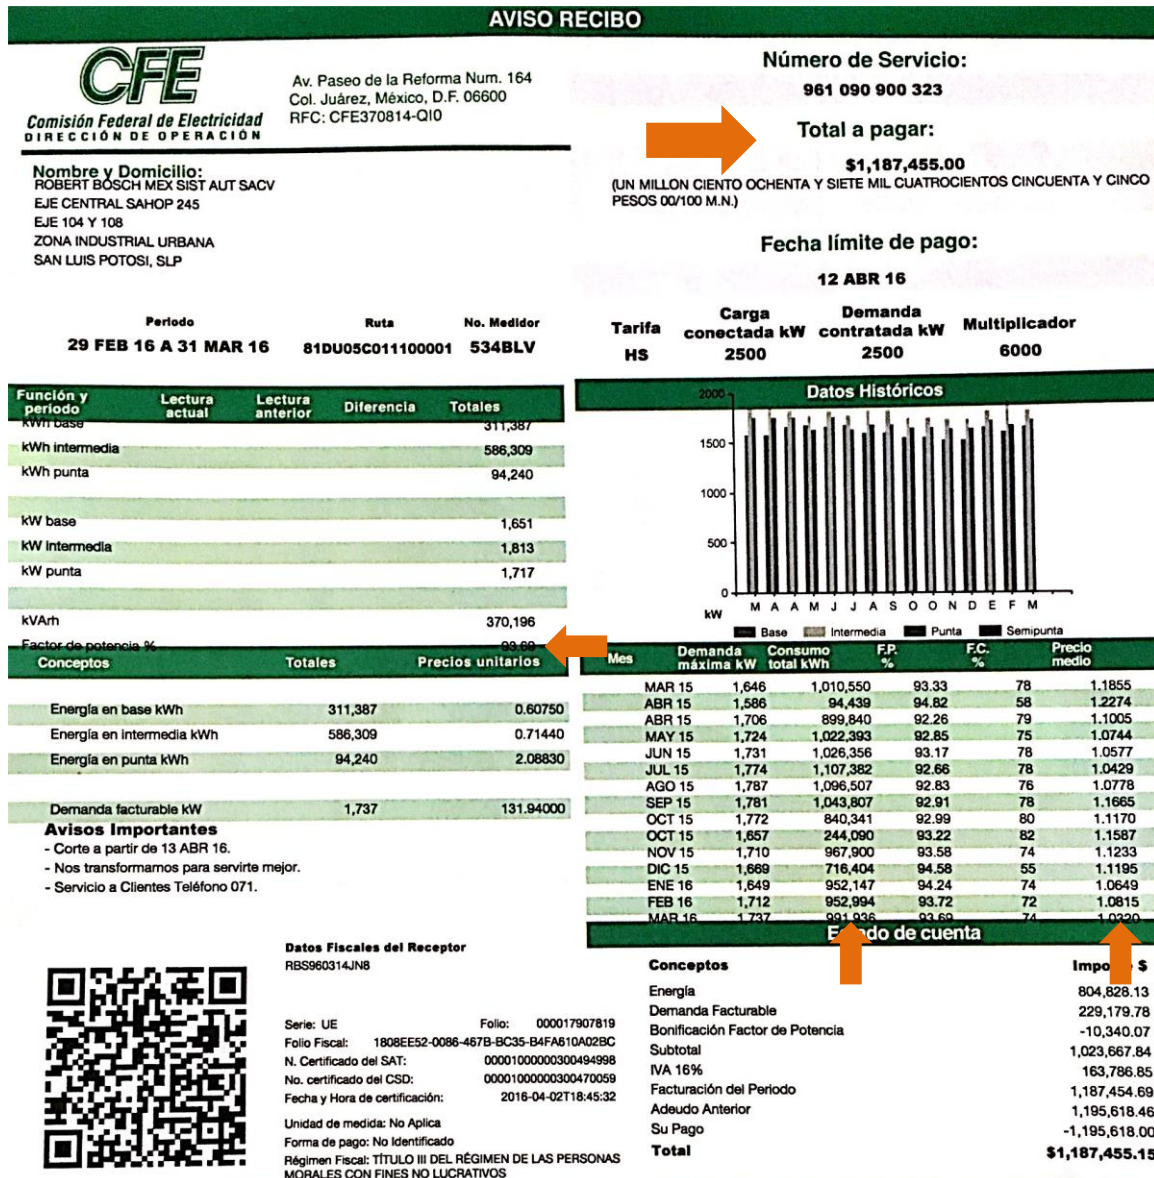 AVISO RECIBO
CFE
Comisión Federal de Electricidad
DIRECCIÓN DE OPERACIÓN
Av. Paseo de la Reforma Num. 164
Col. Juárez, México, D.F. 06600
RFC: CFE370814-QI0
Número de Servicio:
961 090 900 323
Total a pagar:
$1,187,455.00
(UN MILLON CIENTO OCHENTA Y SIETE MIL CUATROCIENTOS CINCUENTA Y CINCO
PESOS 00/100 M.N.)
Nombre y Domicilio:
ROBERT BOSCH MEX SIST AUT SACV
EJE CENTRAL SAHOP 245
EJE 104 Y 108
ZONA INDUSTRIAL URBANA
SAN LUIS POTOSI, SLP
Fecha límite de pago:
12 ABR 16
Periodo Ruta No. Medidor
29 FEB 16 A 31 MAR 16 81DU05C011100001 534BLV
Tarifa Carga conectada kW Demanda contratada kW Multiplicador
HS 2500 2500 6000
Función y periodo Lectura actual Lectura anterior Diferencia Totales
kWh base 311,387
kWh intermedia 586,309
kWh punta 94,240
kW base 1,651
kW intermedia 1,813
kW punta 1,717
kVArh 370,196
Factor de potencia % 93.69
Datos Históricos
2000
1500
1000
500
0
kW
M A A M J J A S O O N D E F M
Base Intermedia Punta Semipunta
Conceptos Totales Precios unitarios
Energía en base kWh 311,387 0.60750
Energía en intermedia kWh 586,309 0.71440
Energía en punta kWh 94,240 2.08830
Demanda facturable kW 1,737 131.94000
Avisos Importantes
- Corte a partir de 13 ABR 16.
- Nos transformamos para servirte mejor.
- Servicio a Clientes Teléfono 071.
Mes Demanda máxima kW Consumo total kWh F.P. % F.C. % Precio medio
MAR 15 1,646 1,010,550 93.33 78 1.1855
ABR 15 1,586 94,439 94.82 58 1.2274
ABR 15 1,706 899,840 92.26 79 1.1005
MAY 15 1,724 1,022,393 92.85 75 1.0744
JUN 15 1,731 1,026,356 93.17 78 1.0577
JUL 15 1,774 1,107,382 92.66 78 1.0429
AGO 15 1,787 1,096,507 92.83 76 1.0778
SEP 15 1,781 1,043,807 92.91 78 1.1665
OCT 15 1,772 840,341 92.99 80 1.1170
OCT 15 1,657 244,090 93.22 82 1.1587
NOV 15 1,710 967,900 93.58 74 1.1233
DIC 15 1,669 716,404 94.58 55 1.1195
ENE 16 1,649 952,147 94.24 74 1.0649
FEB 16 1,712 952,994 93.72 72 1.0815
MAR 16 1,737 991,936 93.69 74 1.0320
Datos Fiscales del Receptor
RBS960314JN8
Serie: UE Folio: 000017907819
Folio Fiscal: 1808EE52-0086-467B-BC35-B4FA610A02BC
N. Certificado del SAT: 00001000000300494998
No. certificado del CSD: 00001000000300470059
Fecha y Hora de certificación: 2016-04-02T18:45:32
Unidad de medida: No Aplica
Forma de pago: No Identificado
Régimen Fiscal: TÍTULO III DEL RÉGIMEN DE LAS PERSONAS
MORALES CON FINES NO LUCRATIVOS
de cuenta
Conceptos $
Energía 804,828.13
Demanda Facturable 229,179.78
Bonificación Factor de Potencia -10,340.07
Subtotal 1,023,667.84
IVA 16% 163,786.85
Facturación del Periodo 1,187,454.69
Adeudo Anterior 1,195,618.46
Su Pago -1,195,618.00
Total $1,187,455.15